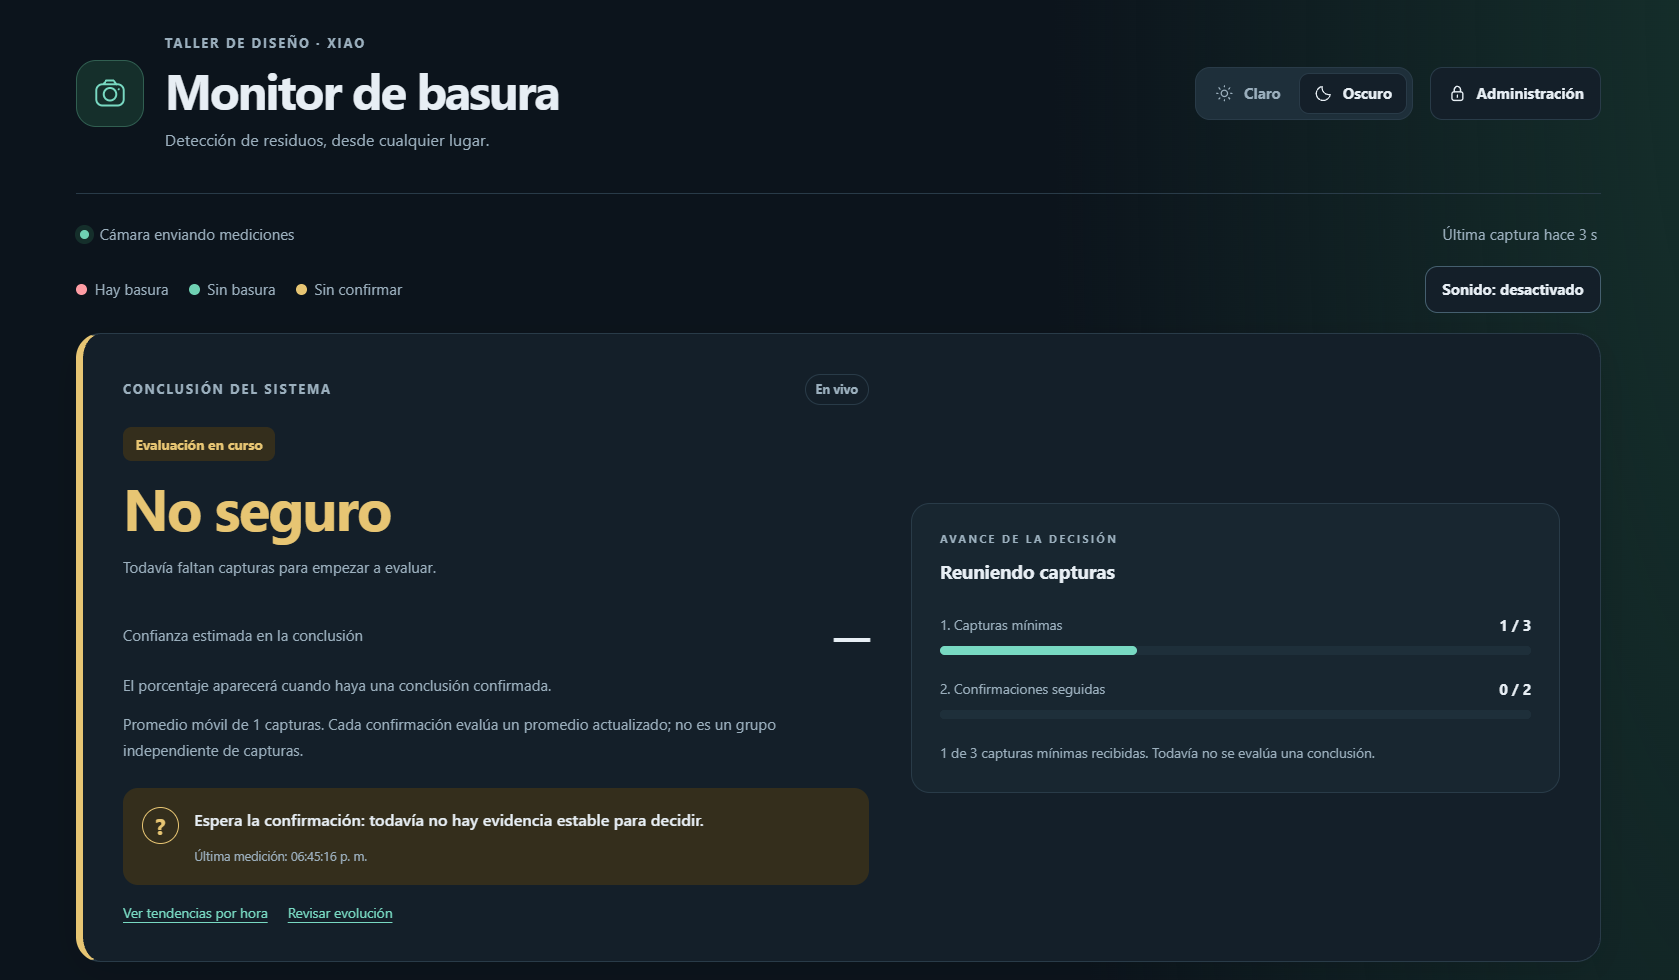 TALLER DE DISEÑO · XIAO
Monitor de basura
Detección de residuos, desde cualquier lugar.
Claro
Oscuro
Administración
Cámara enviando mediciones
Última captura hace 3 s
Hay basura
Sin basura
Sin confirmar
Sonido: desactivado
CONCLUSIÓN DEL SISTEMA
En vivo
Evaluación en curso
No seguro
Todavía faltan capturas para empezar a evaluar.
Confianza estimada en la conclusión
—
El porcentaje aparecerá cuando haya una conclusión confirmada.
Promedio móvil de 1 capturas. Cada confirmación evalúa un promedio actualizado; no es un grupo
independiente de capturas.
?
Espera la confirmación: todavía no hay evidencia estable para decidir.
Última medición: 06:45:16 p. m.
Ver tendencias por hora
Revisar evolución
AVANCE DE LA DECISIÓN
Reuniendo capturas
1. Capturas mínimas
1 / 3
2. Confirmaciones seguidas
0 / 2
1 de 3 capturas mínimas recibidas. Todavía no se evalúa una conclusión.